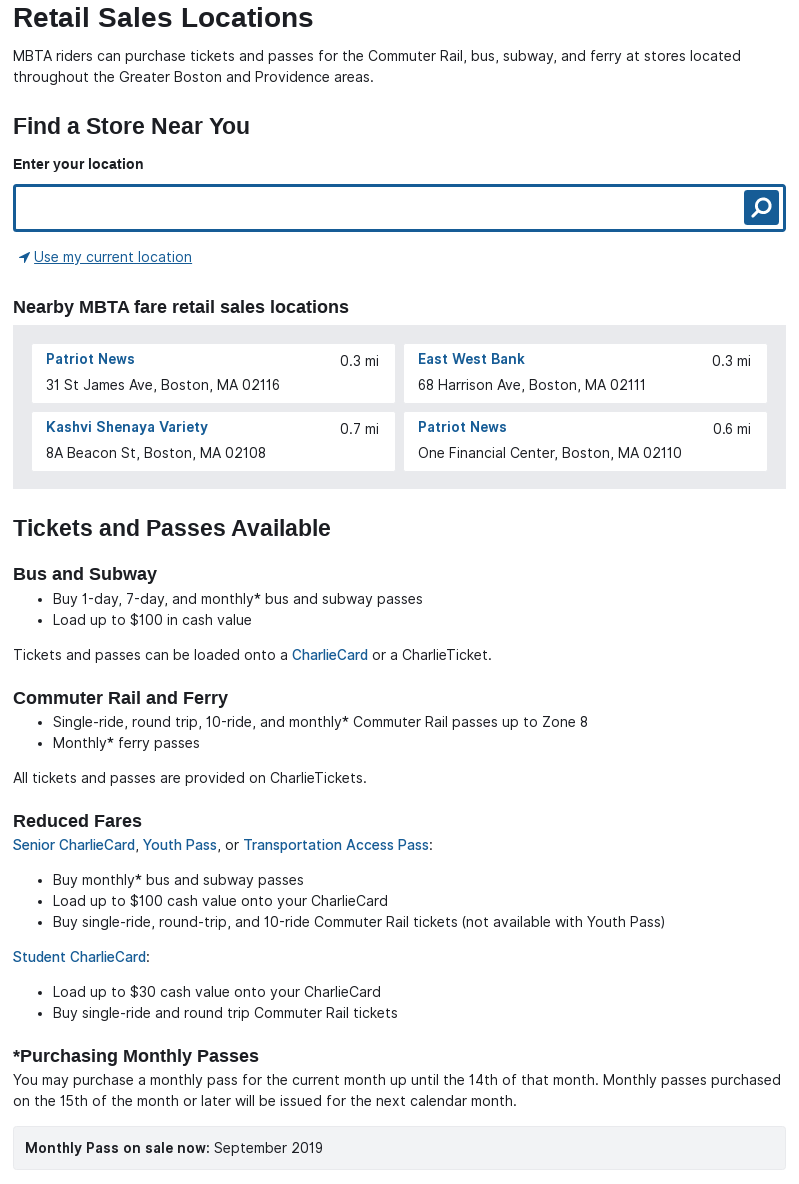 Retail Sales Locations
MBTA riders can purchase tickets and passes for the Commuter Rail, bus, subway, and ferry at stores located
throughout the Greater Boston and Providence areas.
Find a Store Near You
Enter your location
Use my current location
Nearby MBTA fare retail sales locations
Patriot News 0.3 mi
31 St James Ave, Boston, MA 02116
East West Bank 0.3 mi
68 Harrison Ave, Boston, MA 02111
Kashvi Shenaya Variety 0.7 mi
8A Beacon St, Boston, MA 02108
Patriot News 0.6 mi
One Financial Center, Boston, MA 02110
Tickets and Passes Available
Bus and Subway
• Buy 1-day, 7-day, and monthly* bus and subway passes
• Load up to $100 in cash value
Tickets and passes can be loaded onto a CharlieCard or a CharlieTicket.
Commuter Rail and Ferry
• Single-ride, round trip, 10-ride, and monthly* Commuter Rail passes up to Zone 8
• Monthly* ferry passes
All tickets and passes are provided on CharlieTickets.
Reduced Fares
Senior CharlieCard, Youth Pass, or Transportation Access Pass:
• Buy monthly* bus and subway passes
• Load up to $100 cash value onto your CharlieCard
• Buy single-ride, round-trip, and 10-ride Commuter Rail tickets (not available with Youth Pass)
Student CharlieCard:
• Load up to $30 cash value onto your CharlieCard
• Buy single-ride and round trip Commuter Rail tickets
*Purchasing Monthly Passes
You may purchase a monthly pass for the current month up until the 14th of that month. Monthly passes purchased
on the 15th of the month or later will be issued for the next calendar month.
Monthly Pass on sale now: September 2019